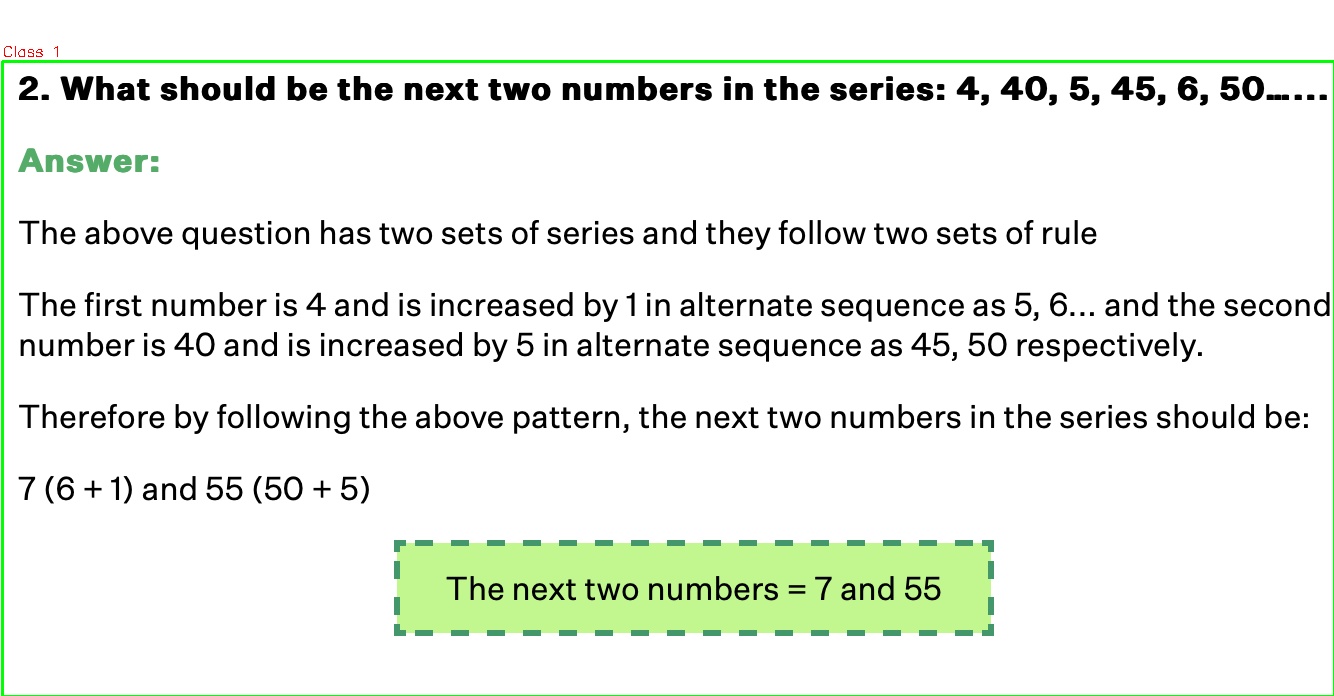 Class 1
2. What should be the next two numbers in the series: 4, 40, 5, 45, 6, 50……
Answer:
The above question has two sets of series and they follow two sets of rule
The first number is 4 and is increased by 1 in alternate sequence as 5, 6... and the second
number is 40 and is increased by 5 in alternate sequence as 45, 50 respectively.
Therefore by following the above pattern, the next two numbers in the series should be:
7 (6 + 1) and 55 (50 + 5)
The next two numbers = 7 and 55